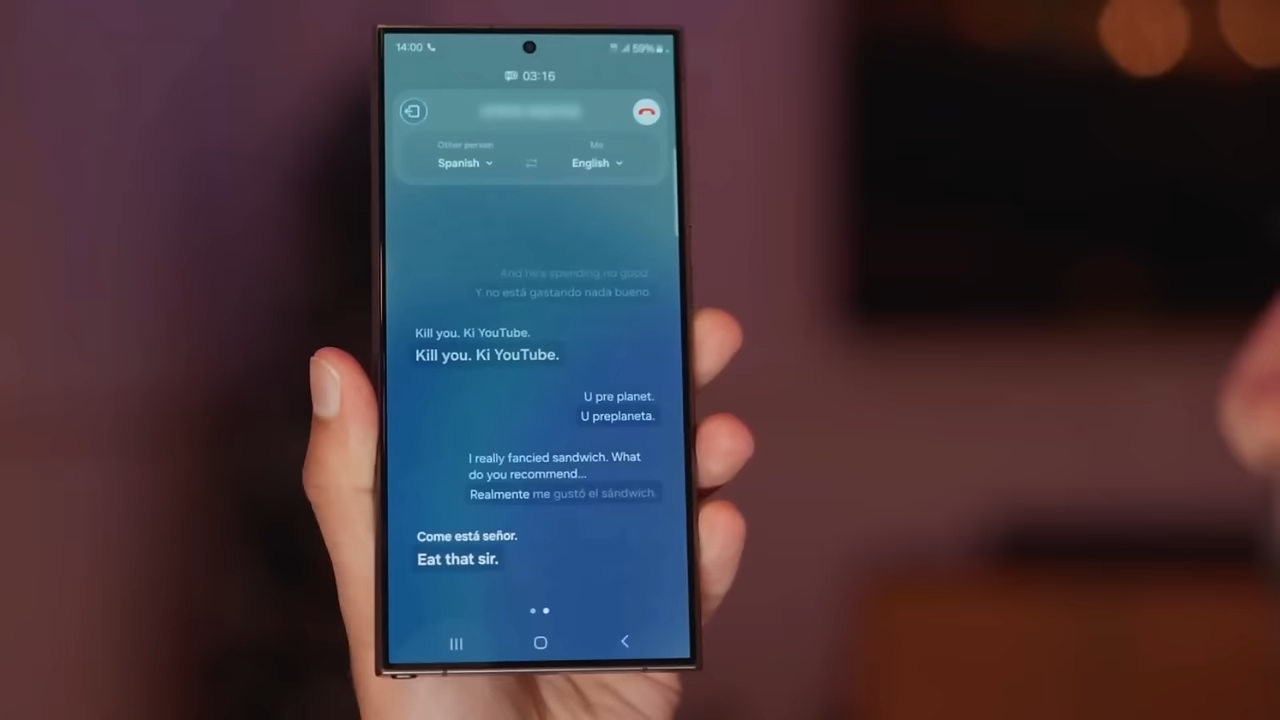 14:00
59%
03:16
Other person
Me
Spanish
English
And he's spending no good
Y no está gastando nada bueno
Kill you. Ki YouTube.
Kill you. Ki YouTube.
U pre planet.
U preplaneta.
I really fancied sandwich. What
do you recommend...
Realmente me gustó el sándwich
Come está señor.
Eat that sir.